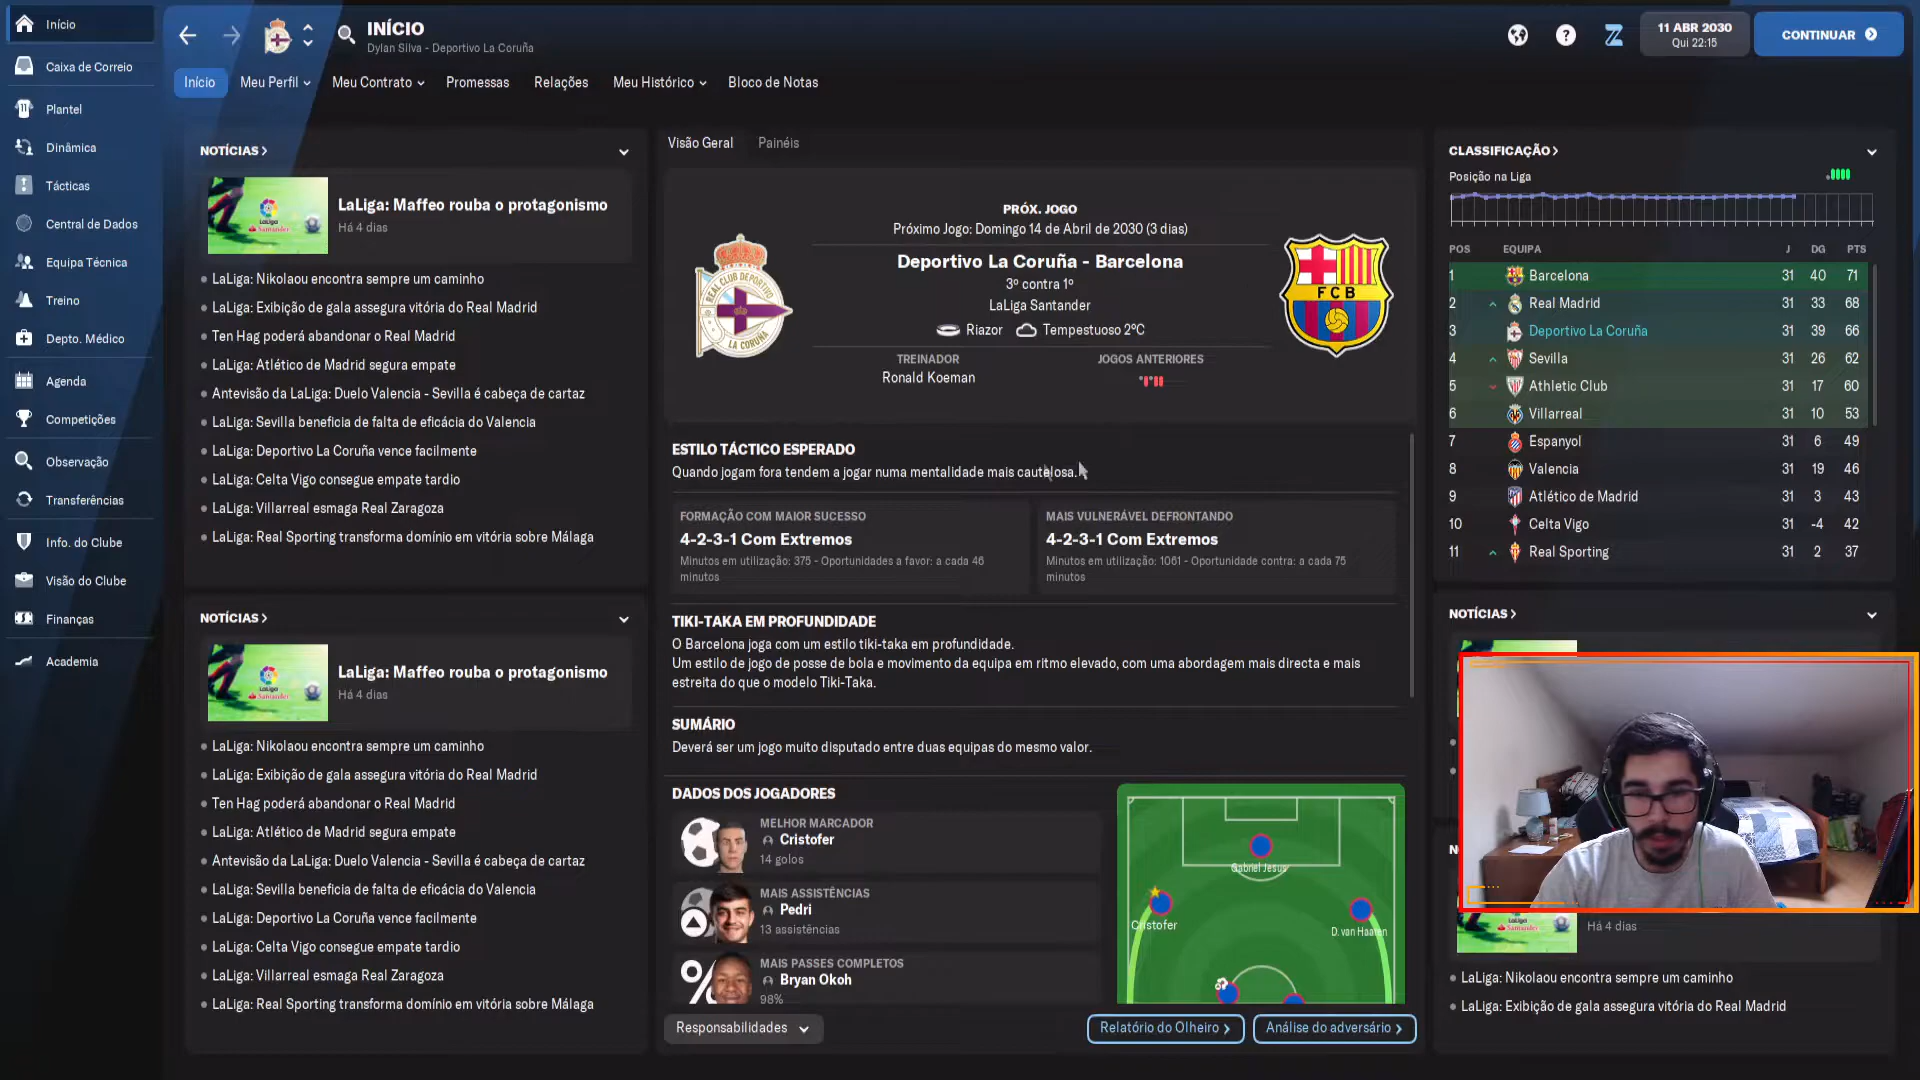 Início
Caixa de Correio
Plantel
Dinâmica
Tácticas
Central de Dados
Equipa Técnica
Treino
Depto. Médico
Agenda
Competições
Observação
Transferências
Info. do Clube
Visão do Clube
Finanças
Academia
INÍCIO
Dylan Silva - Deportivo La Coruña
11 ABR 2030
Qui 22:15
CONTINUAR
Início
Meu Perfil
Meu Contrato
Promessas
Relações
Meu Histórico
Bloco de Notas
NOTÍCIAS >
LaLiga: Maffeo rouba o protagonismo
Há 4 dias
LaLiga: Nikolaou encontra sempre um caminho
LaLiga: Exibição de gala assegura vitória do Real Madrid
Ten Hag poderá abandonar o Real Madrid
LaLiga: Atlético de Madrid segura empate
Antevisão da LaLiga: Duelo Valencia - Sevilla é cabeça de cartaz
LaLiga: Sevilla beneficia de falta de eficácia do Valencia
LaLiga: Deportivo La Coruña vence facilmente
LaLiga: Celta Vigo consegue empate tardio
LaLiga: Villarreal esmaga Real Zaragoza
LaLiga: Real Sporting transforma domínio em vitória sobre Málaga
NOTÍCIAS >
LaLiga: Maffeo rouba o protagonismo
Há 4 dias
LaLiga: Nikolaou encontra sempre um caminho
LaLiga: Exibição de gala assegura vitória do Real Madrid
Ten Hag poderá abandonar o Real Madrid
LaLiga: Atlético de Madrid segura empate
Antevisão da LaLiga: Duelo Valencia - Sevilla é cabeça de cartaz
LaLiga: Sevilla beneficia de falta de eficácia do Valencia
LaLiga: Deportivo La Coruña vence facilmente
LaLiga: Celta Vigo consegue empate tardio
LaLiga: Villarreal esmaga Real Zaragoza
LaLiga: Real Sporting transforma domínio em vitória sobre Málaga
Visão Geral
Painéis
PRÓX. JOGO
Próximo Jogo: Domingo 14 de Abril de 2030 (3 dias)
Deportivo La Coruña - Barcelona
3º contra 1º
LaLiga Santander
Riazor
Tempestuoso 2ºC
TREINADOR
Ronald Koeman
JOGOS ANTERIORES
FCB
ESTILO TÁCTICO ESPERADO
Quando jogam fora tendem a jogar numa mentalidade mais cautelosa.
FORMAÇÃO COM MAIOR SUCESSO
4-2-3-1 Com Extremos
Minutos em utilização: 375 - Oportunidades a favor: a cada 46
minutos
MAIS VULNERÁVEL DEFRONTANDO
4-2-3-1 Com Extremos
Minutos em utilização: 1061 - Oportunidade contra: a cada 75
minutos
TIKI-TAKA EM PROFUNDIDADE
O Barcelona joga com um estilo tiki-taka em profundidade.
Um estilo de jogo de posse de bola e movimento da equipa em ritmo elevado, com uma abordagem mais directa e mais
estreita do que o modelo Tiki-Taka.
SUMÁRIO
Deverá ser um jogo muito disputado entre duas equipas do mesmo valor.
DADOS DOS JOGADORES
MELHOR MARCADOR
Cristofer
14 golos
MAIS ASSISTÊNCIAS
Pedri
13 assistências
MAIS PASSES COMPLETOS
Bryan Okoh
98%
Gabriel Jesus
Cristofer
D. van Haaren
Responsabilidades
Relatório do Olheiro >
Análise do adversário >
CLASSIFICAÇÃO >
Posição na Liga
POS EQUIPA J DG PTS
1 Barcelona 31 40 71
2 Real Madrid 31 33 68
3 Deportivo La Coruña 31 39 66
4 Sevilla 31 26 62
5 Athletic Club 31 17 60
6 Villarreal 31 10 53
7 Espanyol 31 6 49
8 Valencia 31 19 46
9 Atlético de Madrid 31 3 43
10 Celta Vigo 31 -4 42
11 Real Sporting 31 2 37
NOTÍCIAS >
Há 4 dias
LaLiga: Nikolaou encontra sempre um caminho
LaLiga: Exibição de gala assegura vitória do Real Madrid